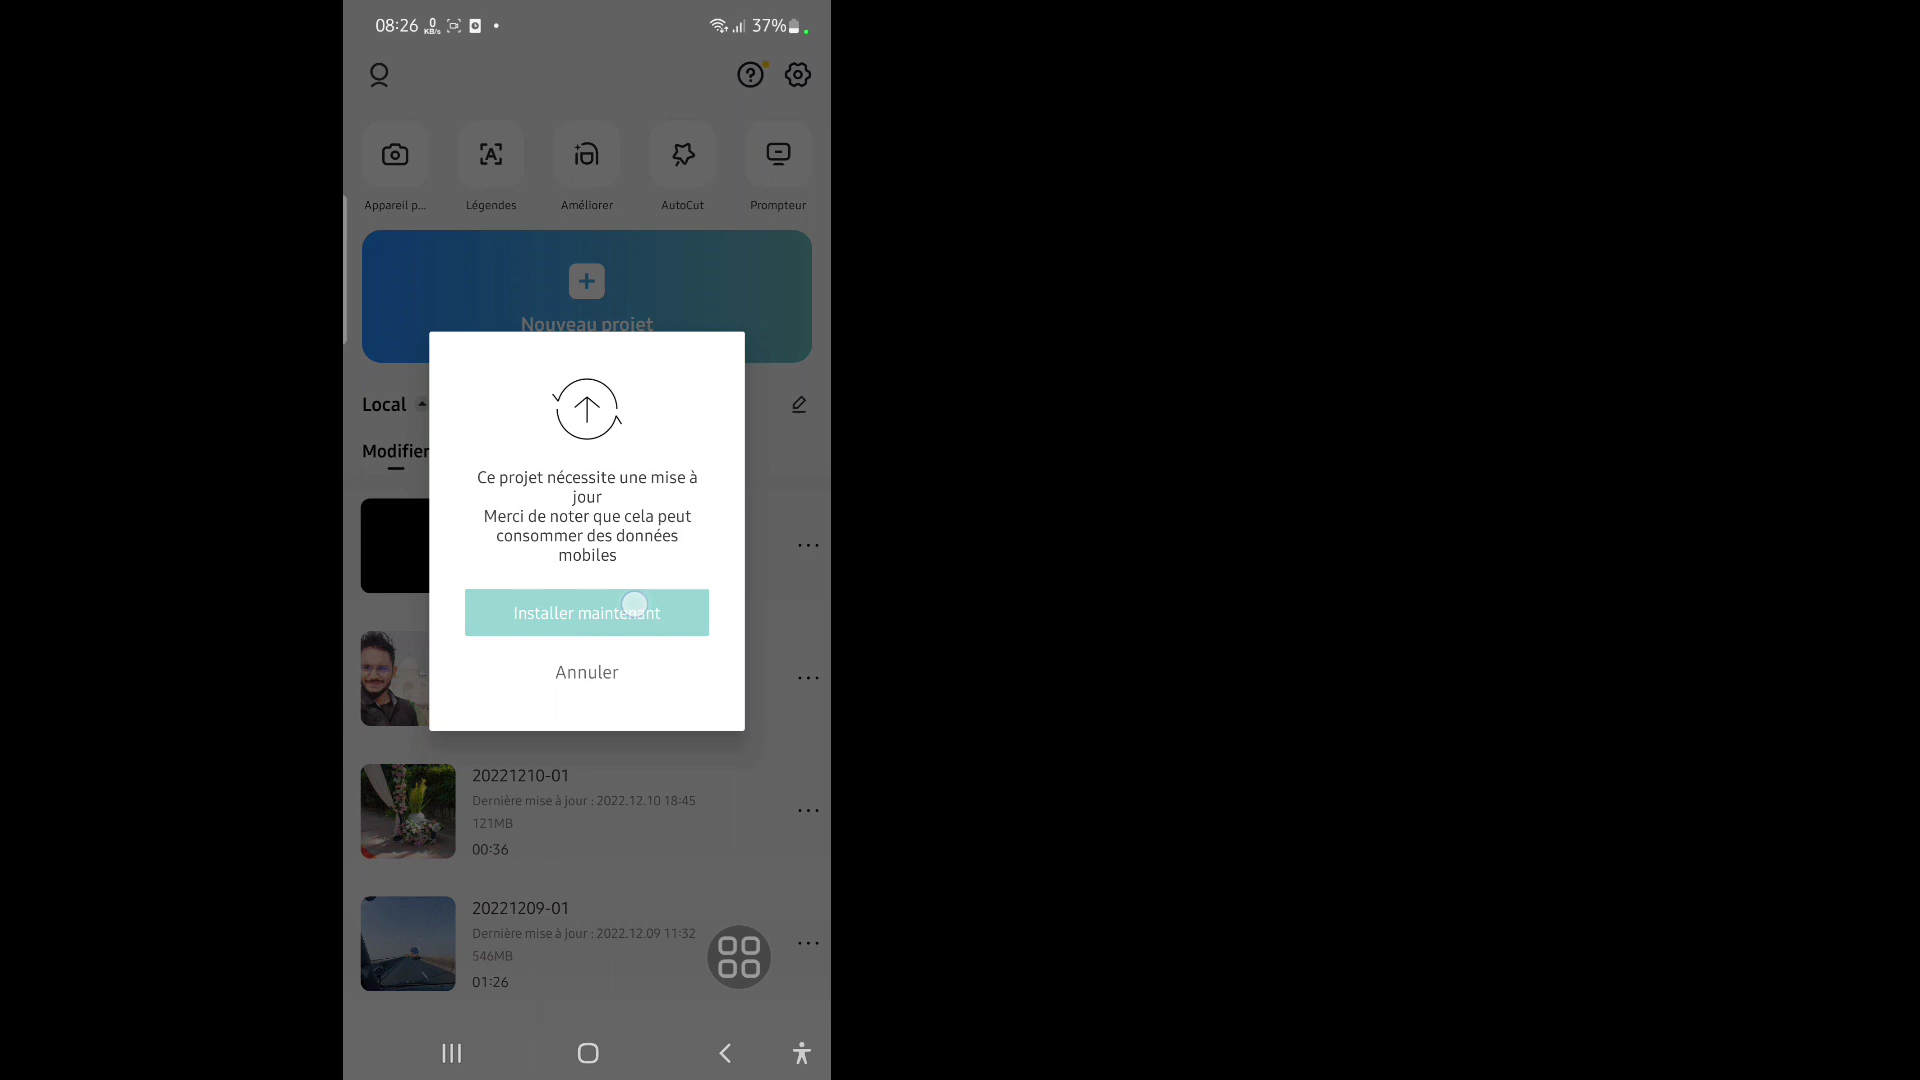 08:26 0 KB/s 37%
Appareil p... Légendes Améliorer AutoCut Prompteur
Nouveau projet
Local
Modifier
Ce projet nécessite une mise à
jour
Merci de noter que cela peut
consommer des données
mobiles
Installer maintenant
Annuler
20221210-01
Dernière mise à jour : 2022.12.10 18:45
121MB
00:36
20221209-01
Dernière mise à jour : 2022.12.09 11:32
546MB
01:26